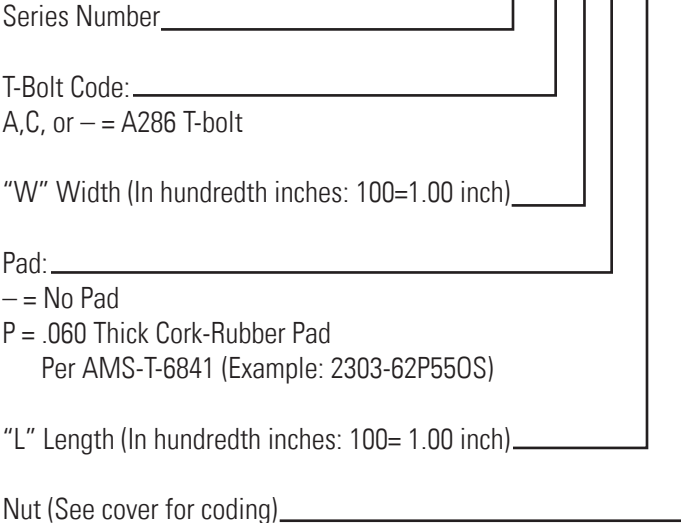 Series Number
T-Bolt Code:
A,C, or – = A286 T-bolt
“W” Width (In hundredth inches: 100=1.00 inch)
Pad:
– = No Pad
P = .060 Thick Cork-Rubber Pad
Per AMS-T-6841 (Example: 2303-62P55OS)
“L” Length (In hundredth inches: 100= 1.00 inch)
Nut (See cover for coding)